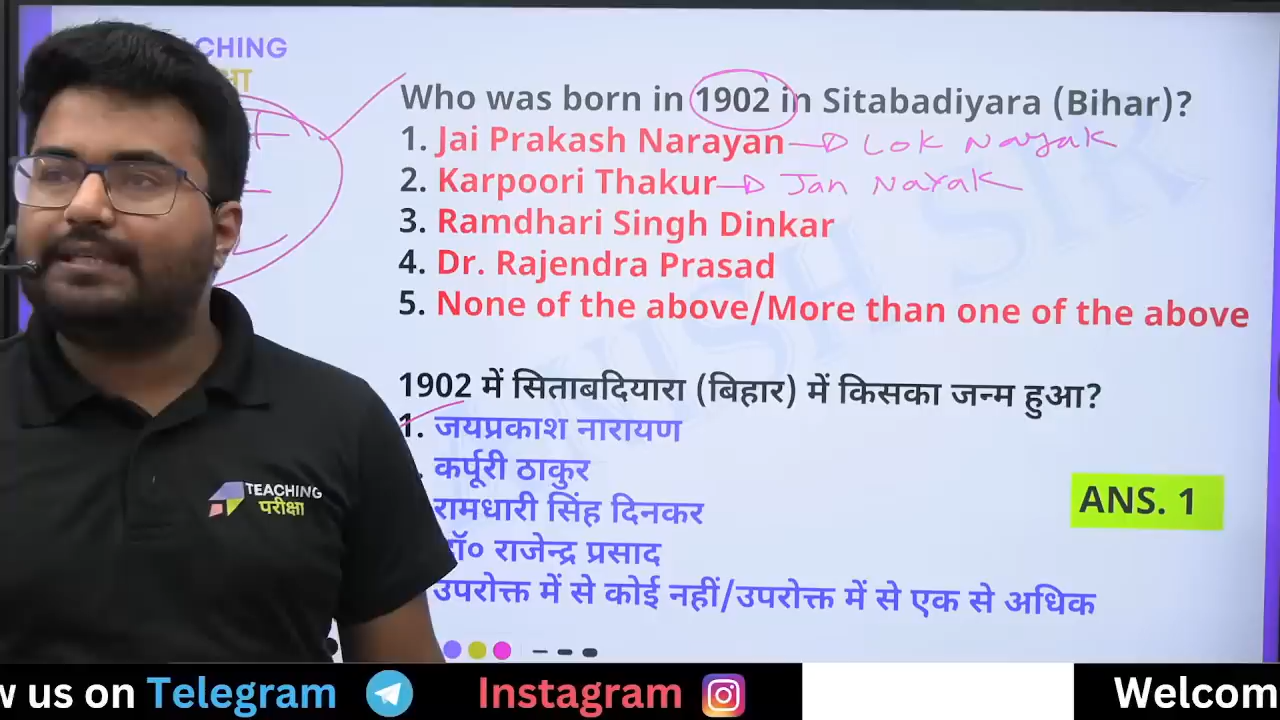 CHING
Who was born in 1902 in Sitabadiyara (Bihar)?
1. Jai Prakash Narayan → Lok Nayak
2. Karpoori Thakur → Jan Nayak
3. Ramdhari Singh Dinkar
4. Dr. Rajendra Prasad
5. None of the above/More than one of the above
1902 में सिताबदियारा (बिहार) में किसका जन्म हुआ?
1. जयप्रकाश नारायण
. कर्पूरी ठाकुर
रामधारी सिंह दिनकर
डॉ० राजेन्द्र प्रसाद
उपरोक्त में से कोई नहीं/उपरोक्त में से एक से अधिक
ANS. 1
TEACHING
परीक्षा
w us on Telegram Instagram Welcom